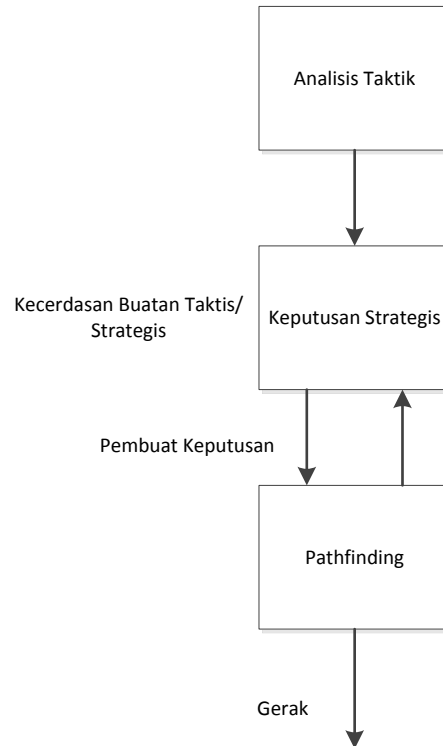 Analisis Taktik
Kecerdasan Buatan Taktis/
Strategis
Keputusan Strategis
Pembuat Keputusan
Pathfinding
Gerak